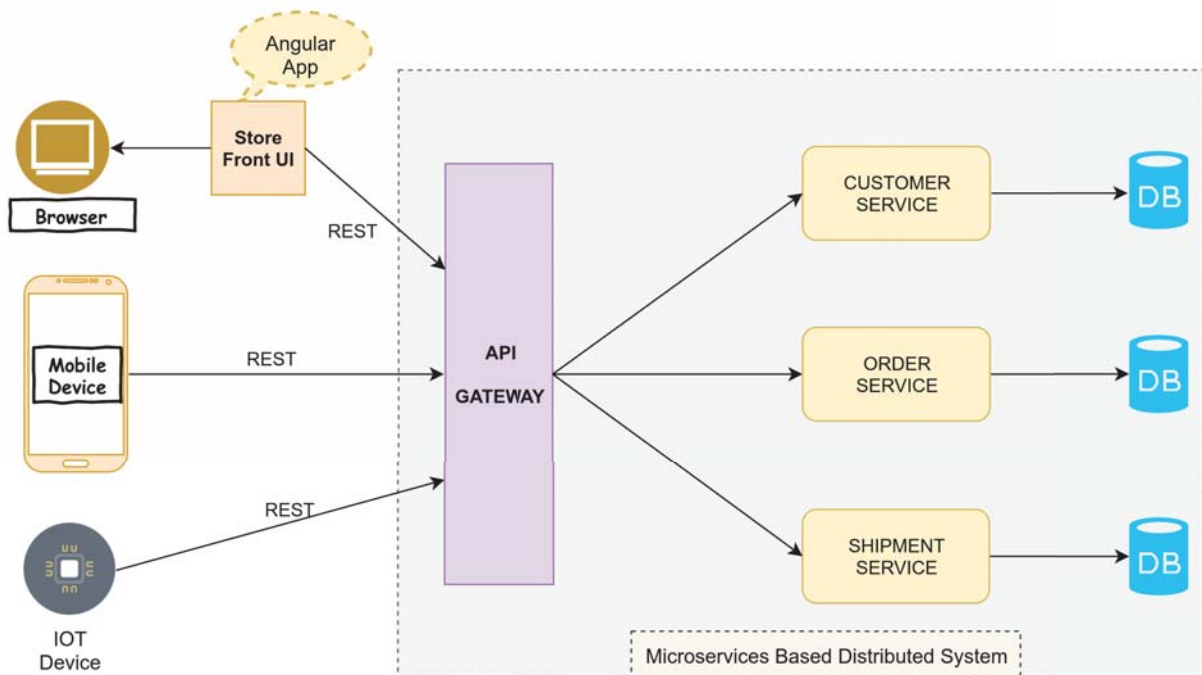 Angular
App
Store
Front UI
Browser
REST
Mobile
Device
REST
REST
IOT
Device
API
GATEWAY
CUSTOMER
SERVICE
DB
ORDER
SERVICE
DB
SHIPMENT
SERVICE
DB
Microservices Based Distributed System